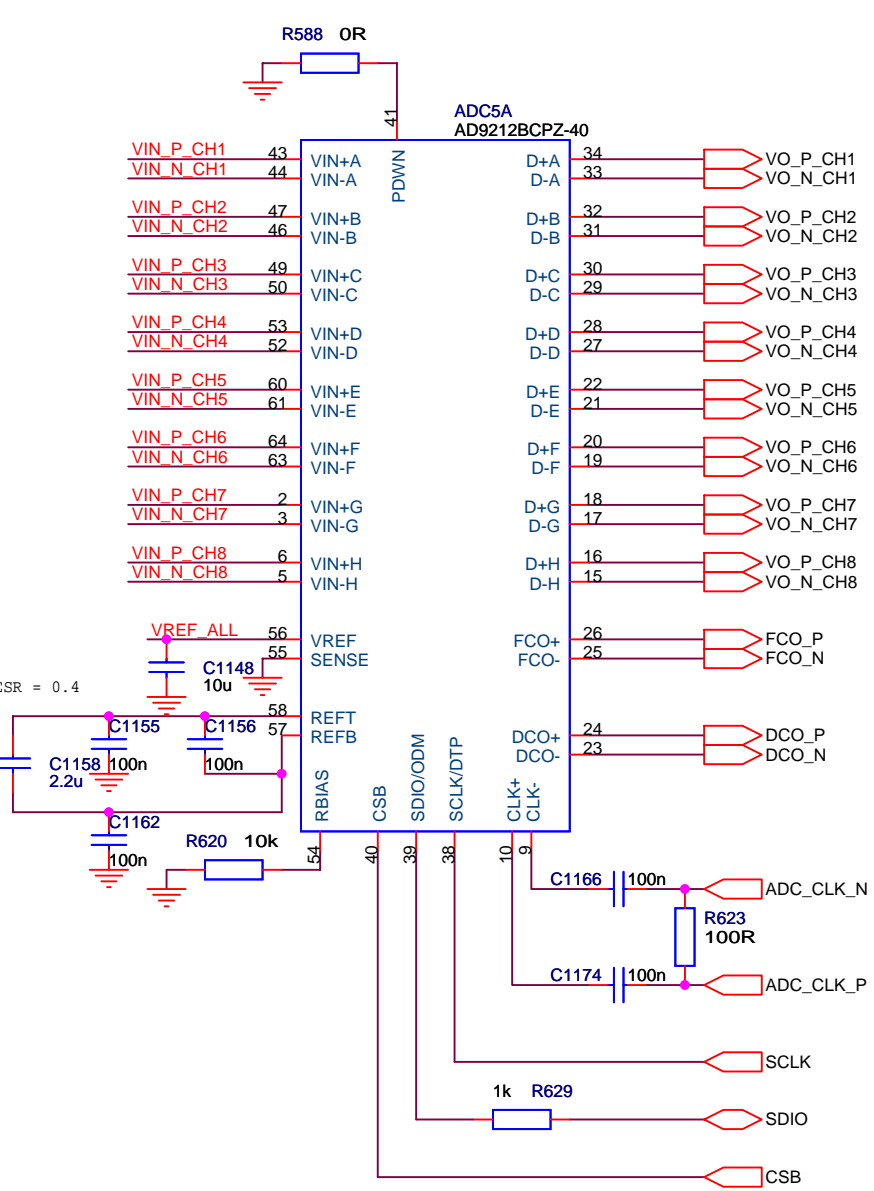 R588 0R
41
ADC5A
AD9212BCPZ-40
PDWN
VIN_P_CH1 43 VIN+A D+A 34 VO_P_CH1
VIN_N_CH1 44 VIN-A D-A 33 VO_N_CH1
VIN_P_CH2 47 VIN+B D+B 32 VO_P_CH2
VIN_N_CH2 46 VIN-B D-B 31 VO_N_CH2
VIN_P_CH3 49 VIN+C D+C 30 VO_P_CH3
VIN_N_CH3 50 VIN-C D-C 29 VO_N_CH3
VIN_P_CH4 53 VIN+D D+D 28 VO_P_CH4
VIN_N_CH4 52 VIN-D D-D 27 VO_N_CH4
VIN_P_CH5 60 VIN+E D+E 22 VO_P_CH5
VIN_N_CH5 61 VIN-E D-E 21 VO_N_CH5
VIN_P_CH6 64 VIN+F D+F 20 VO_P_CH6
VIN_N_CH6 63 VIN-F D-F 19 VO_N_CH6
VIN_P_CH7 2 VIN+G D+G 18 VO_P_CH7
VIN_N_CH7 3 VIN-G D-G 17 VO_N_CH7
VIN_P_CH8 6 VIN+H D+H 16 VO_P_CH8
VIN_N_CH8 5 VIN-H D-H 15 VO_N_CH8
VREF_ALL 56 VREF FCO+ 26 FCO_P
55 SENSE FCO- 25 FCO_N
C1148
10u
= 0.4
58 REFT
57 REFB
C1155 C1156
100n 100n
C1158
2.2u
DCO+ 24 DCO_P
DCO- 23 DCO_N
RBIAS CSB SDIO/ODM SCLK/DTP CLK+ CLK-
C1162
100n
R620 10k
54 40 39 38 10 9
C1166 100n ADC_CLK_N
R623
100R
C1174 100n ADC_CLK_P
SCLK
1k R629
SDIO
CSB